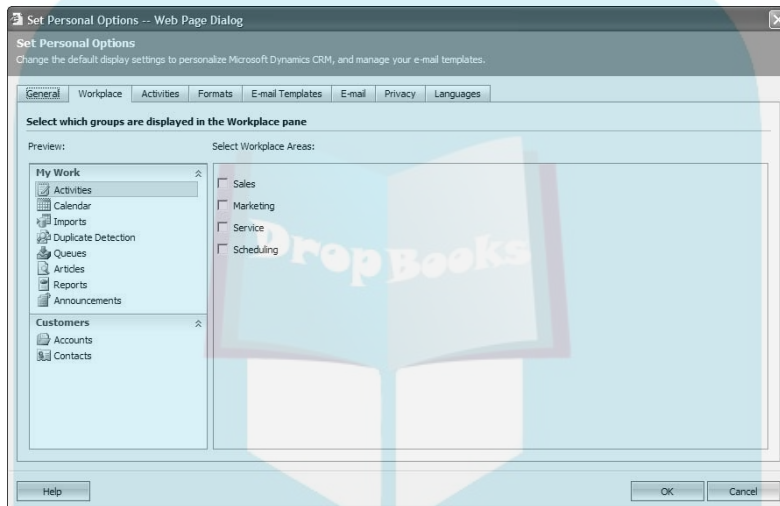 Set Personal Options -- Web Page Dialog
Set Personal Options
Change the default display settings to personalize Microsoft Dynamics CRM, and manage your e-mail templates.
General Workplace Activities Formats E-mail Templates E-mail Privacy Languages
Select which groups are displayed in the Workplace pane
Preview:
Select Workplace Areas:
My Work
Activities
Calendar
Imports
Duplicate Detection
Queues
Articles
Reports
Announcements
Customers
Accounts
Contacts
Sales
Marketing
Service
Scheduling
DropBooks
Help OK Cancel